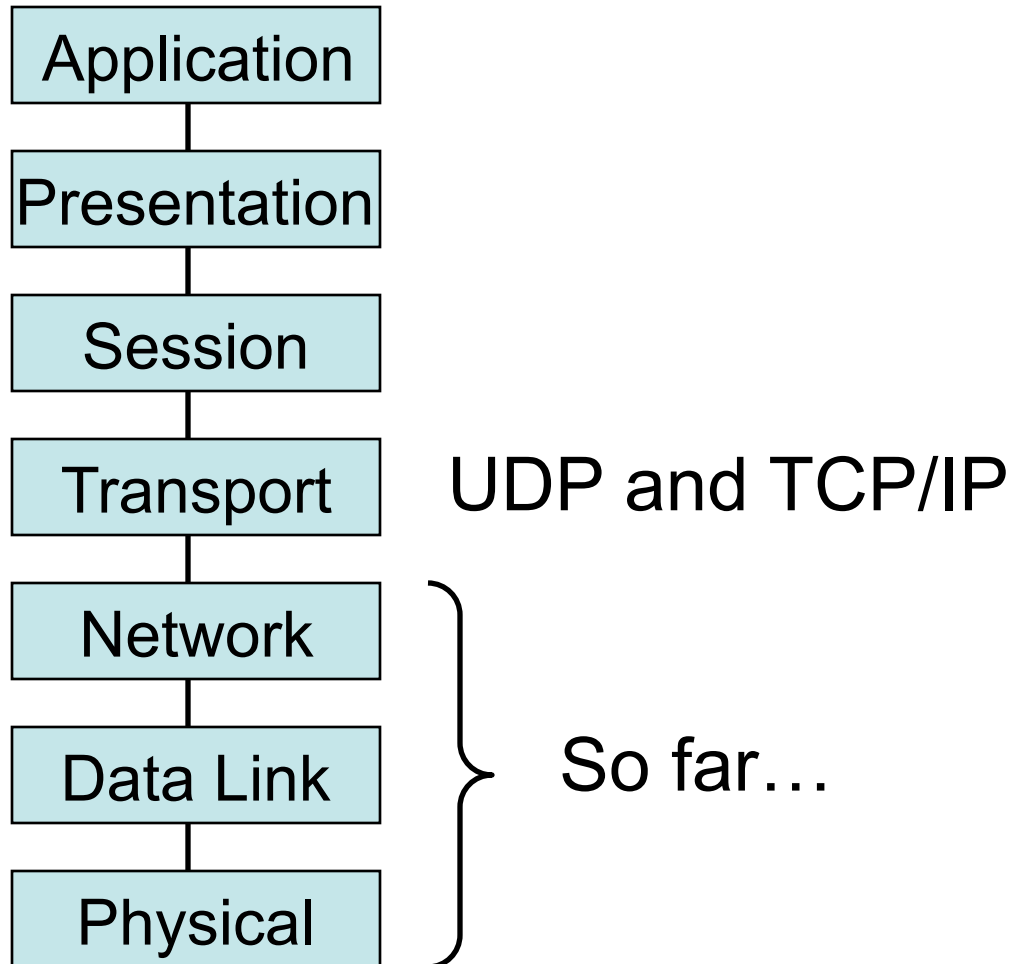 Application
Presentation
Session
Transport
UDP and TCP/IP
Network
Data Link
So far…
Physical